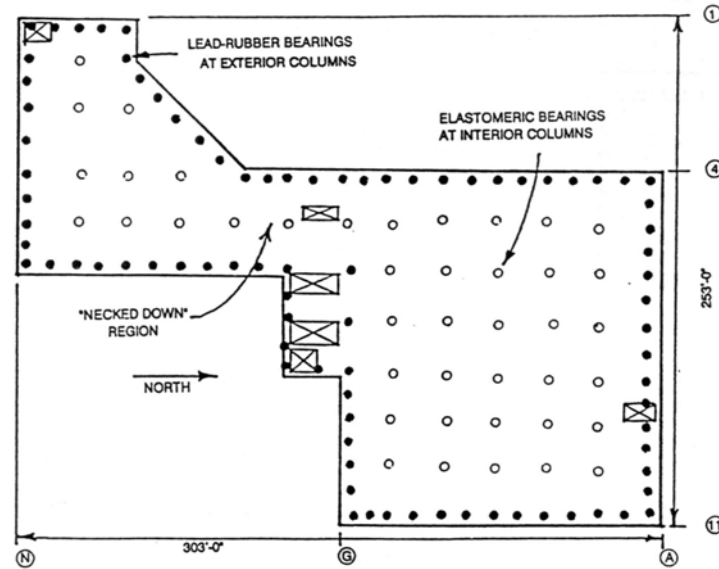 1
LEAD-RUBBER BEARINGS
AT EXTERIOR COLUMNS
ELASTOMERIC BEARINGS
AT INTERIOR COLUMNS
4
"NECKED DOWN"
REGION
253'-0"
NORTH
11
303'-0"
N
G
A